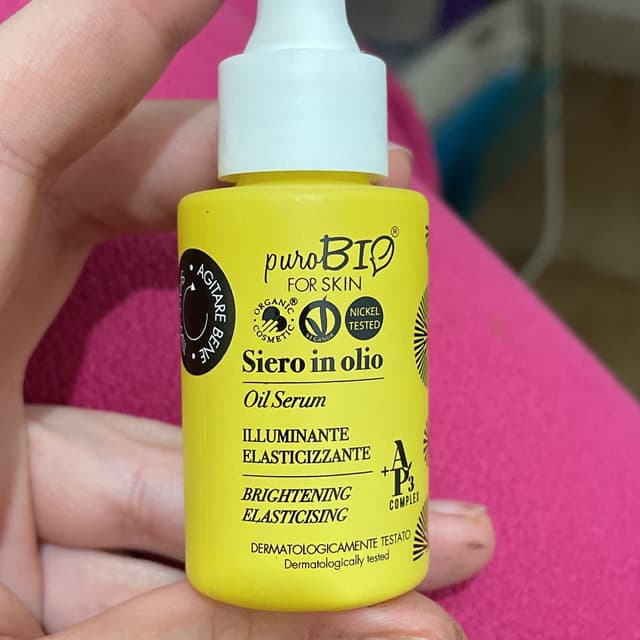 puroBIO®
FOR SKIN
ORGANIC COSMETIC ®
VEGANOK
NICKEL
TESTED
AGITARE BENE
Siero in olio
Oil Serum
ILLUMINANTE
ELASTICIZZANTE
BRIGHTENING
ELASTICISING
+AP3
COMPLEX
DERMATOLOGICAMENTE TESTATO
Dermatologically tested